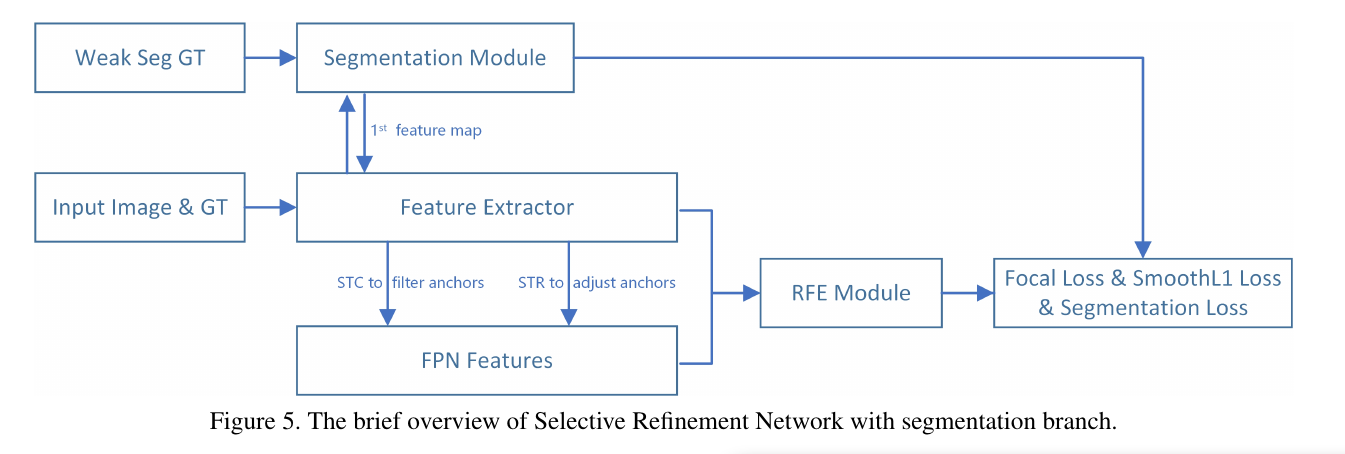 Weak Seg GT
Segmentation Module
1st feature map
Input Image & GT
Feature Extractor
STC to filter anchors
STR to adjust anchors
RFE Module
Focal Loss & SmoothL1 Loss
& Segmentation Loss
FPN Features
Figure 5. The brief overview of Selective Refinement Network with segmentation branch.